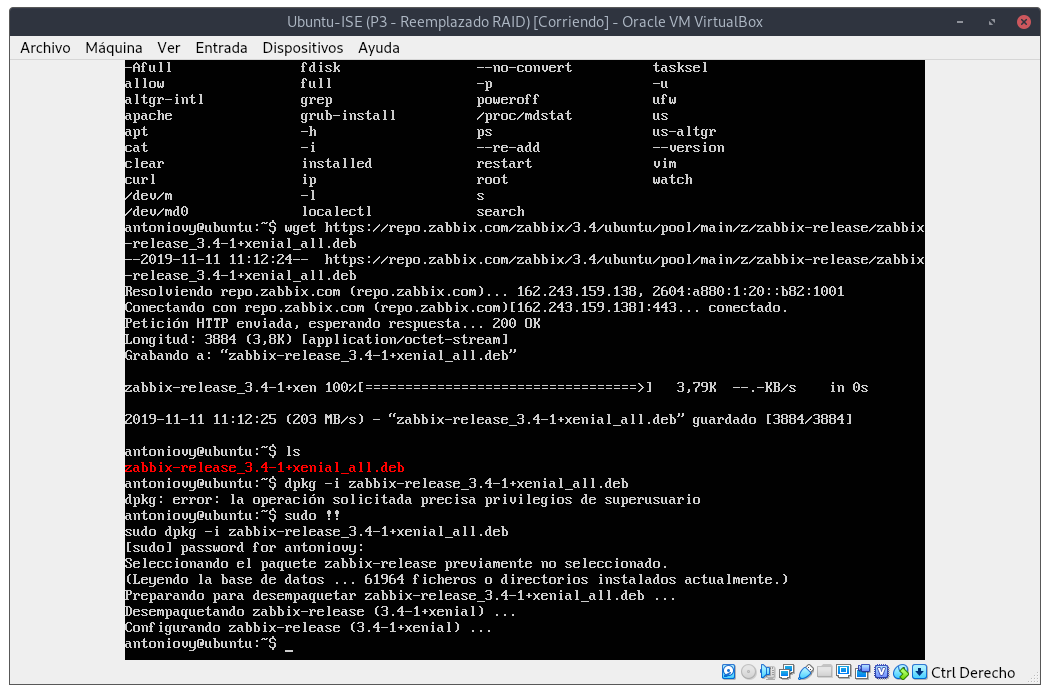 Ubuntu-ISE (P3 - Reemplazado RAID) [Corriendo] - Oracle VM VirtualBox
Archivo Máquina Ver Entrada Dispositivos Ayuda
-Afull fdisk --no-convert tasksel
allow full -p -u
altgr-intl grep poweroff ufw
apache grub-install /proc/mdstat us
apt -h ps us-altgr
cat -i --re-add --version
clear installed restart vim
curl ip root watch
/dev/m -l s
/dev/md0 localectl search
antoniovy@ubuntu:~$ wget https://repo.zabbix.com/zabbix/3.4/ubuntu/pool/main/z/zabbix-release/zabbix
-release_3.4-1+xenial_all.deb
--2019-11-11 11:12:24-- https://repo.zabbix.com/zabbix/3.4/ubuntu/pool/main/z/zabbix-release/zabbix
-release_3.4-1+xenial_all.deb
Resolviendo repo.zabbix.com (repo.zabbix.com)... 162.243.159.138, 2604:a880:1:20::b82:1001
Conectando con repo.zabbix.com (repo.zabbix.com)[162.243.159.138]:443... conectado.
Petición HTTP enviada, esperando respuesta... 200 OK
Longitud: 3884 (3,8K) [application/octet-stream]
Grabando a: “zabbix-release_3.4-1+xenial_all.deb”
zabbix-release_3.4-1+xen 100%[==================================>] 3,79K --.-KB/s in 0s
2019-11-11 11:12:25 (203 MB/s) - “zabbix-release_3.4-1+xenial_all.deb” guardado [3884/3884]
antoniovy@ubuntu:~$ ls
zabbix-release_3.4-1+xenial_all.deb
antoniovy@ubuntu:~$ dpkg -i zabbix-release_3.4-1+xenial_all.deb
dpkg: error: la operación solicitada precisa privilegios de superusuario
antoniovy@ubuntu:~$ sudo !!
sudo dpkg -i zabbix-release_3.4-1+xenial_all.deb
[sudo] password for antoniovy:
Seleccionando el paquete zabbix-release previamente no seleccionado.
(Leyendo la base de datos ... 61964 ficheros o directorios instalados actualmente.)
Preparando para desempaquetar zabbix-release_3.4-1+xenial_all.deb ...
Desempaquetando zabbix-release (3.4-1+xenial) ...
Configurando zabbix-release (3.4-1+xenial) ...
antoniovy@ubuntu:~$ _
Ctrl Derecho